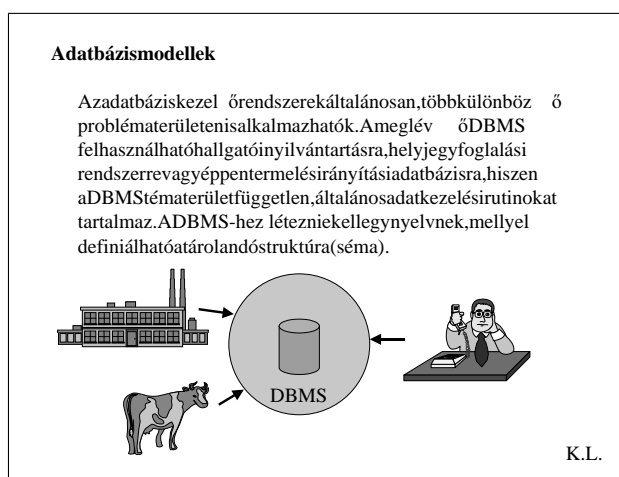 Adatbázismodellek
Azadatbáziskezel őrendszerekáltalánosan,többkülönböz ő
problématerületenisalkalmazhatók.Ameglév őDBMS
felhasználhatóhallgatóinyilvántartásra,helyjegyfoglalási
rendszerrevagyéppentermelésirányításiadatbázisra,hiszen
aDBMStématerületfüggetlen,általánosadatkezelésirutinokat
tartalmaz.ADBMS-hez létezniekellegynyelvnek,mellyel
definiálhatóatárolandóstruktúra(séma).
DBMS
K.L.